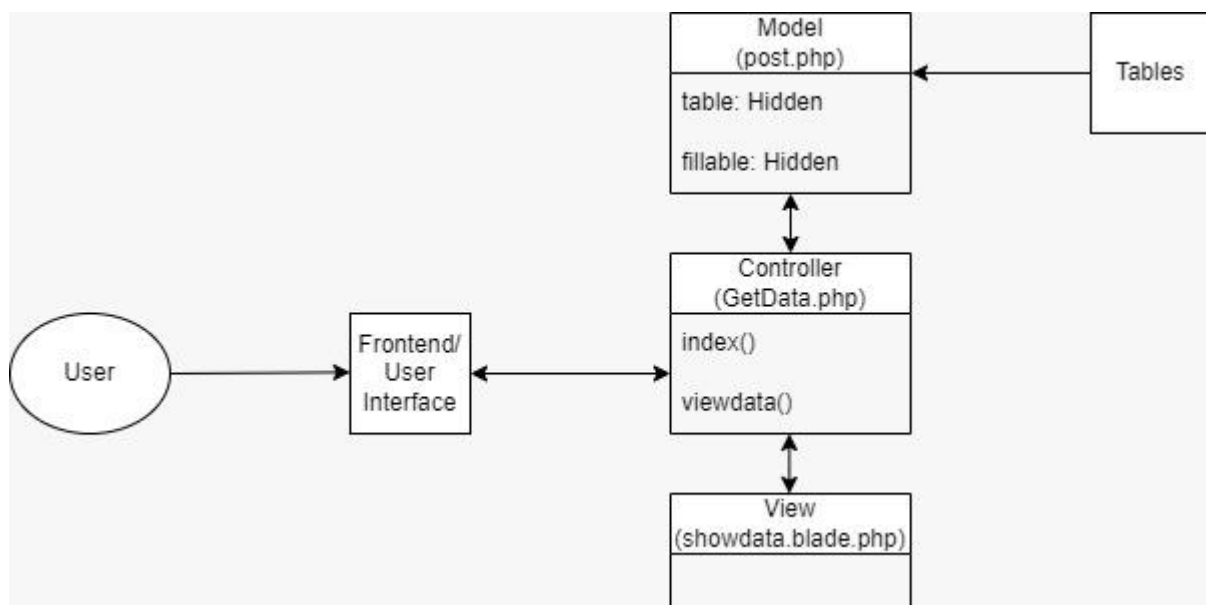 Model
(post.php)
table: Hidden
fillable: Hidden
Tables
Controller
(GetData.php)
index()
viewdata()
User
Frontend/
User
Interface
View
(showdata.blade.php)